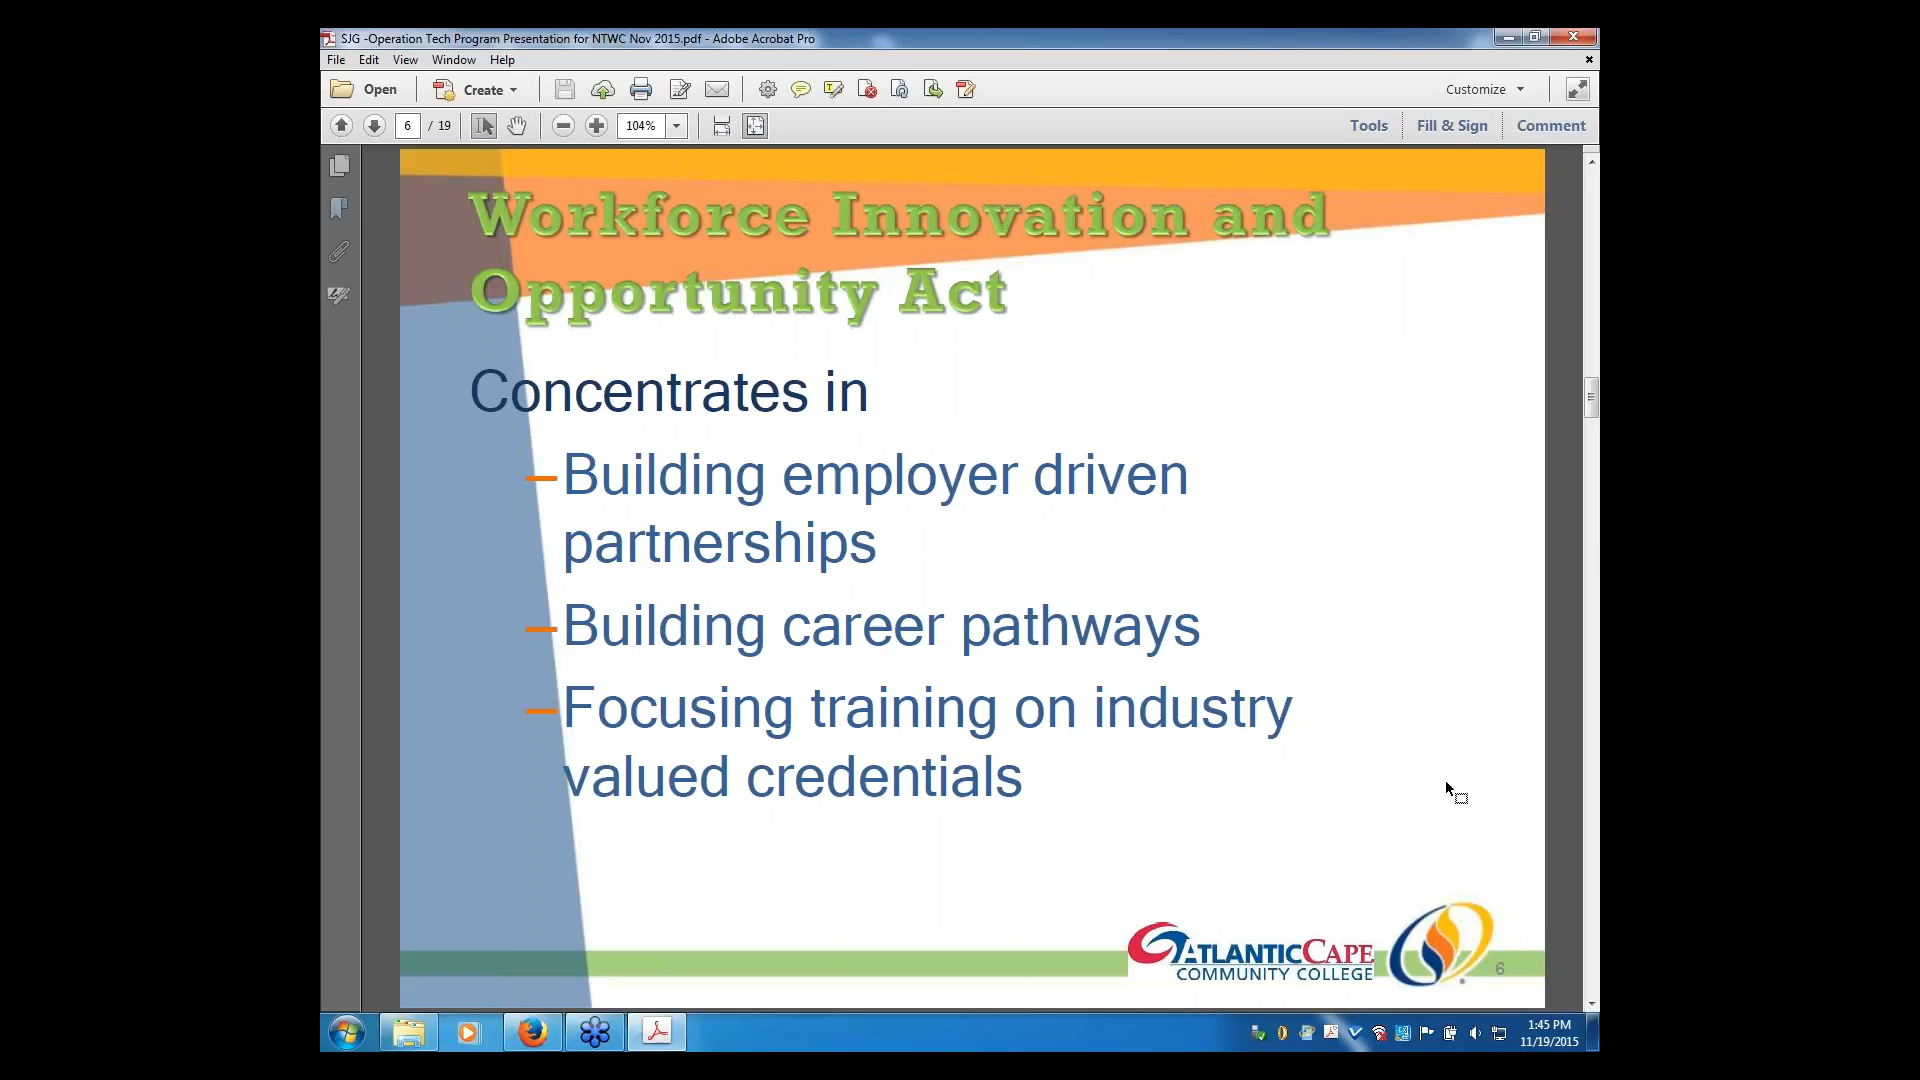 SJG -Operation Tech Program Presentation for NTWC Nov 2015.pdf - Adobe Acrobat Pro
File Edit View Window Help
Open Create Customize
6 / 19 104% Tools Fill & Sign Comment
Workforce Innovation and
Opportunity Act
Concentrates in
–Building employer driven
partnerships
–Building career pathways
–Focusing training on industry
valued credentials
ATLANTICCAPE
COMMUNITY COLLEGE
6
1:45 PM
11/19/2015